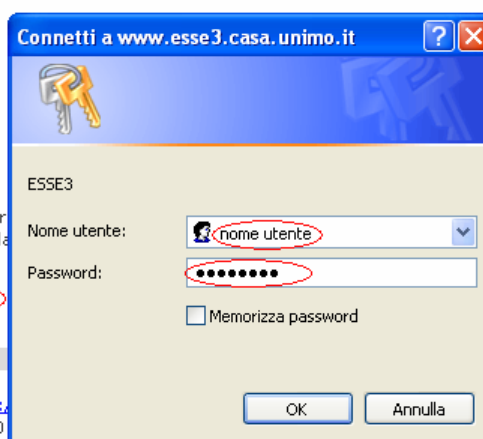 Connetti a www.esse3.casa.unimo.it
ESSE3
Nome utente: nome utente
Password: ●●●●●●●●
Memorizza password
OK Annulla